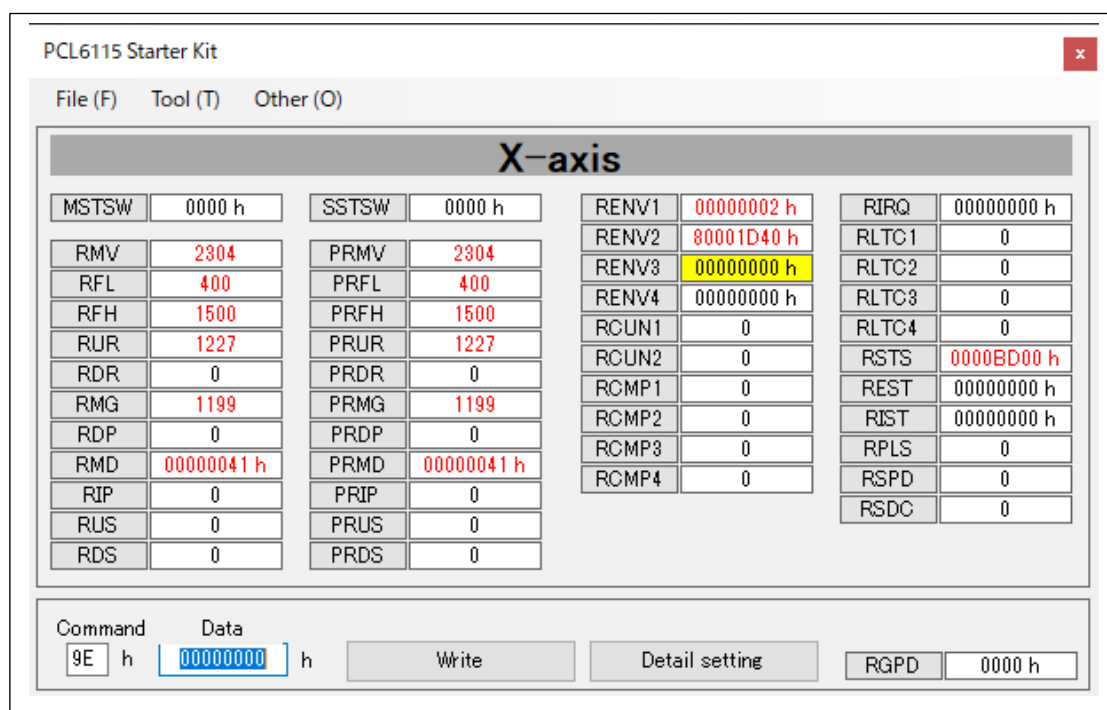 PCL6115 Starter Kit
x
File (F) Tool (T) Other (O)
X-axis
MSTSW 0000 h SSTSW 0000 h RENV1 00000002 h RIRQ 00000000 h
RENV2 80001D40 h RLTC1 0
RMV 2304 PRMV 2304 RENV3 00000000 h RLTC2 0
RFL 400 PRFL 400 RENV4 00000000 h RLTC3 0
RFH 1500 PRFH 1500 RCUN1 0 RLTC4 0
RUR 1227 PRUR 1227 RCUN2 0 RSTS 0000BD00 h
RDR 0 PRDR 0 RCMP1 0 REST 00000000 h
RMG 1199 PRMG 1199 RCMP2 0 RIST 00000000 h
RDP 0 PRDP 0 RCMP3 0 RPLS 0
RMD 00000041 h PRMD 00000041 h RCMP4 0 RSPD 0
RIP 0 PRIP 0 RSDC 0
RUS 0 PRUS 0
RDS 0 PRDS 0
Command Data
9E h 00000000 h Write Detail setting RGPD 0000 h